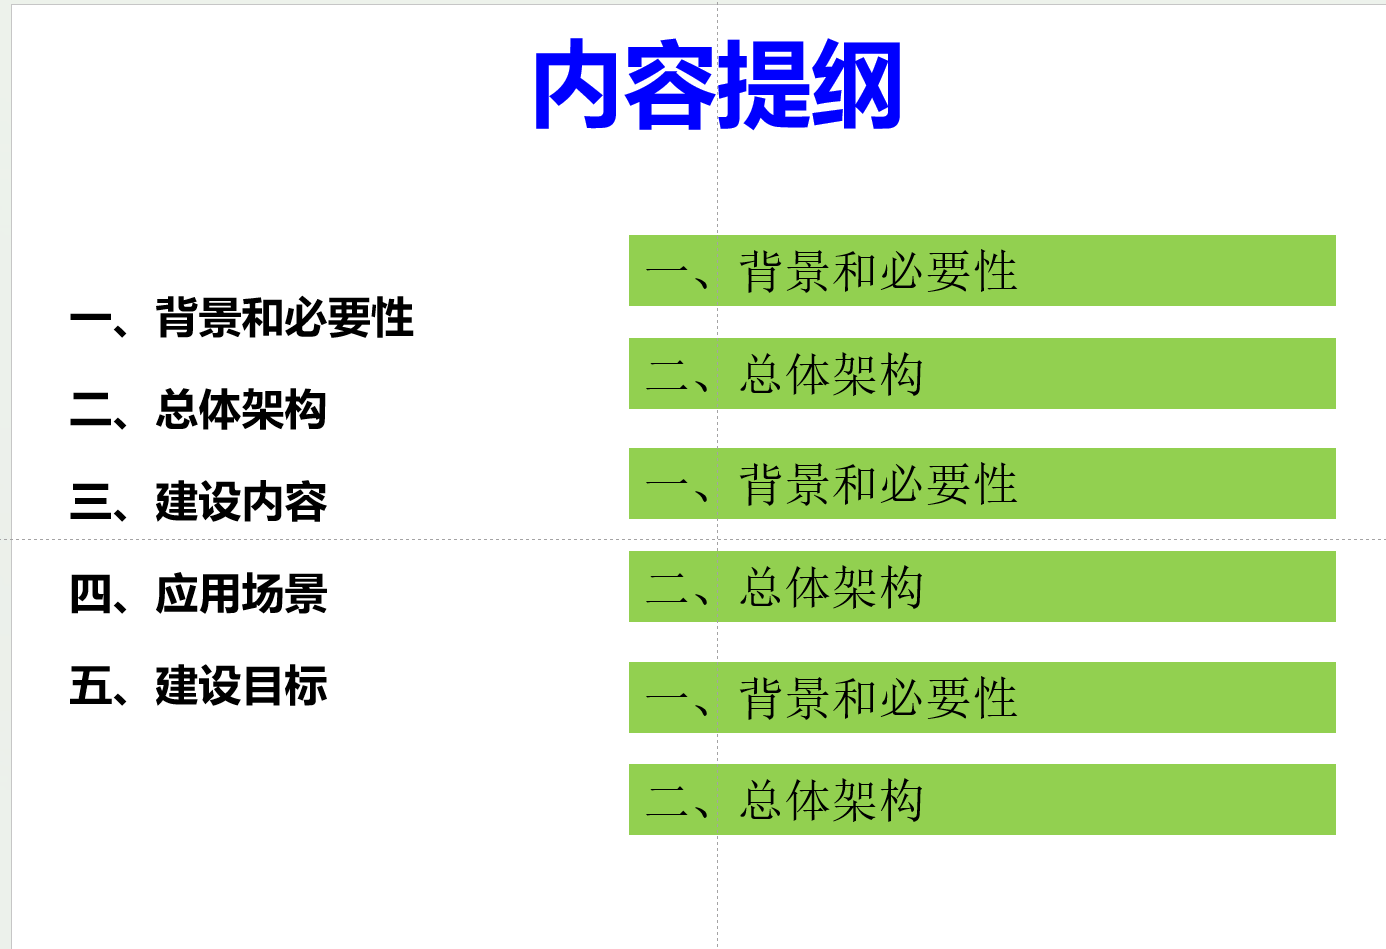 内容提纲
一、背景和必要性
二、总体架构
三、建设内容
四、应用场景
五、建设目标
一、背景和必要性
二、总体架构
一、背景和必要性
二、总体架构
一、背景和必要性
二、总体架构